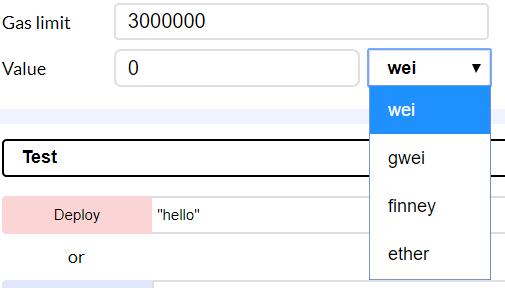 Gas limit 3000000
Value 0 wei ▼
wei
gwei
finney
ether
Test
Deploy "hello"
or